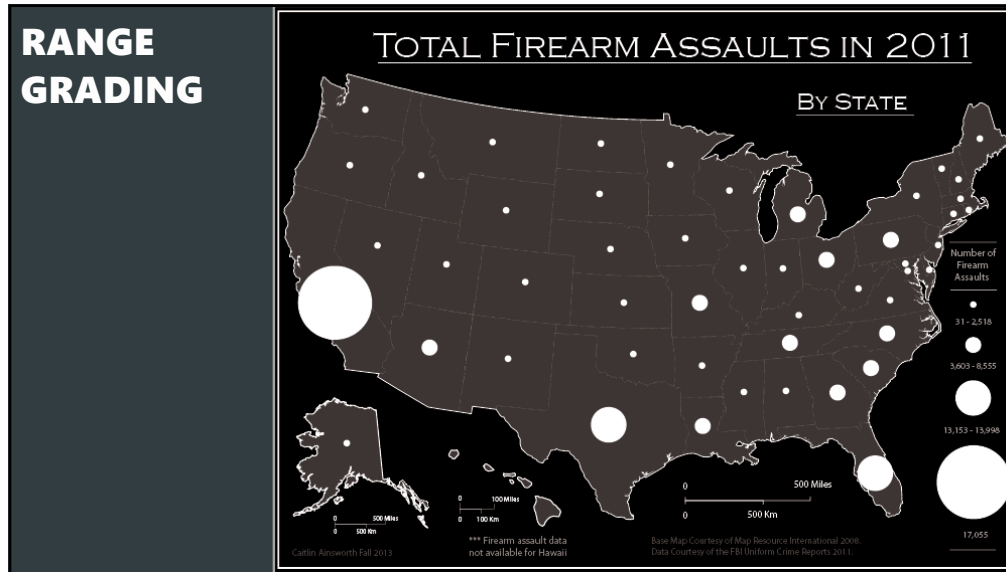 RANGE
GRADING
TOTAL FIREARM ASSAULTS IN 2011
BY STATE
Number of
Firearm
Assaults
31 - 2,518
3,603 - 8,555
13,153 - 13,998
17,055
0 500 Miles
0 500 Km
0 100 Miles
0 100 Km
0 500 Miles
0 500 Km
*** Firearm assault data
not available for Hawaii
Caitlin Ainsworth Fall 2013
Base Map Courtesy of Map Resource International 2008.
Data Courtesy of the FBI Uniform Crime Reports 2011.